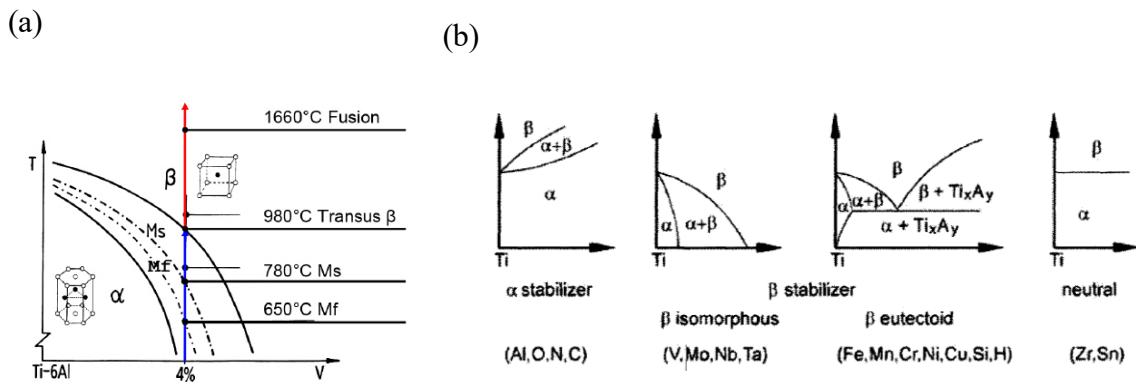 (a)
(b)
1660°C Fusion
T
β
980°C Transus β
Ms
Mf
780°C Ms
α
650°C Mf
Ti-6Al
4%
V
β
α+β
α
Ti
α stabilizer
(Al,O,N,C)
β
α
α+β
Ti
β
α
α+β
β + TixAy
α + TixAy
Ti
β stabilizer
β isomorphous
β eutectoid
(V,Mo,Nb,Ta)
(Fe,Mn,Cr,Ni,Cu,Si,H)
β
α
Ti
neutral
(Zr,Sn)